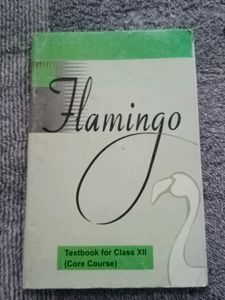 Flamingo
Textbook for Class XII
(Core Course)